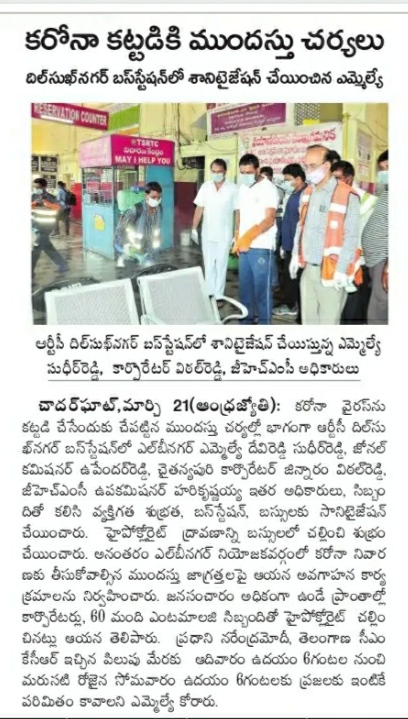 కరోనా కట్టడికి ముందస్తు చర్యలు
దిల్‌సుఖ్‌నగర్ బస్‌స్టేషన్‌లో శానిటైజేషన్ చేయించిన ఎమ్మెల్యే
RESERVATION COUNTER
TSRTC
విచారణ కేంద్రం
MAY I HELP YOU
ఆర్టీసీ దిల్‌సుఖ్‌నగర్ బస్‌స్టేషన్‌లో శానిటైజేషన్ చేయిస్తున్న ఎమ్మెల్యే
సుధీర్‌రెడ్డి, కార్పొరేటర్ విఠల్‌రెడ్డి, జీహెచ్ఎంసీ అధికారులు
చాదర్‌ఘాట్,మార్చి 21(ఆంధ్రజ్యోతి): కరోనా వైరస్‌ను
కట్టడి చేసేందుకు చేపట్టిన ముందస్తు చర్యల్లో భాగంగా ఆర్టీసీ దిల్‌సు
ఖ్‌నగర్ బస్‌స్టేషన్‌లో ఎల్‌బీనగర్ ఎమ్మెల్యే దేవిరెడ్డి సుధీర్‌రెడ్డి, జోనల్
కమిషనర్ ఉపేందర్‌రెడ్డి, చైతన్యపురి కార్పొరేటర్ జిన్నారం విఠల్‌రెడ్డి,
జీహెచ్ఎంసీ ఉపకమిషనర్ హరికృష్ణయ్య ఇతర అధికారులు, సిబ్బం
దితో కలిసి వ్యక్తిగత శుభ్రత, బస్‌స్టేషన్, బస్సులకు సానిటైజేషన్
చేయించారు. హైపోక్లోరైట్ ద్రావణాన్ని బస్సులలో చల్లించి శుభ్రం
చేయించారు. అనంతరం ఎల్‌బీనగర్ నియోజకవర్గంలో కరోనా నివార
ణకు తీసుకోవాల్సిన ముందస్తు జాగ్రత్తలపై ఆయన అవగాహన కార్య
క్రమాలను నిర్వహించారు. జనసంచారం అధికంగా ఉండే ప్రాంతాల్లో
కార్పొరేటర్లు, 60 మంది ఎంటమాలజి సిబ్బందితో హైపోక్లోరైట్ చల్లిం
చినట్లు ఆయన తెలిపారు. ప్రధాని నరేంద్రమోదీ, తెలంగాణ సీఎం
కేసీఆర్ ఇచ్చిన పిలుపు మేరకు ఆదివారం ఉదయం 6గంటల నుంచి
మరుసటి రోజైన సోమవారం ఉదయం 6గంటలకు ప్రజలకు ఇంటికే
పరిమితం కావాలని ఎమ్మెల్యే కోరారు.